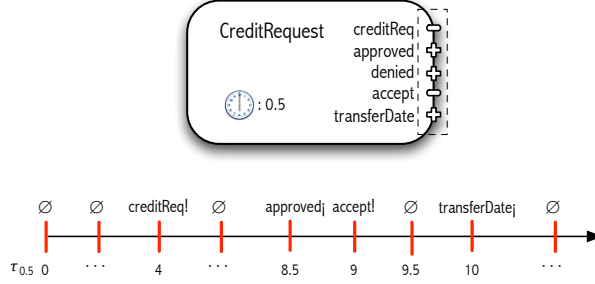 CreditRequest
creditReq
approved
denied
accept
transferDate
: 0.5
∅ ∅ creditReq! ∅ approved¡ accept! ∅ transferDate¡ ∅
τ0.5 0 ... 4 ... 8.5 9 9.5 10 ...